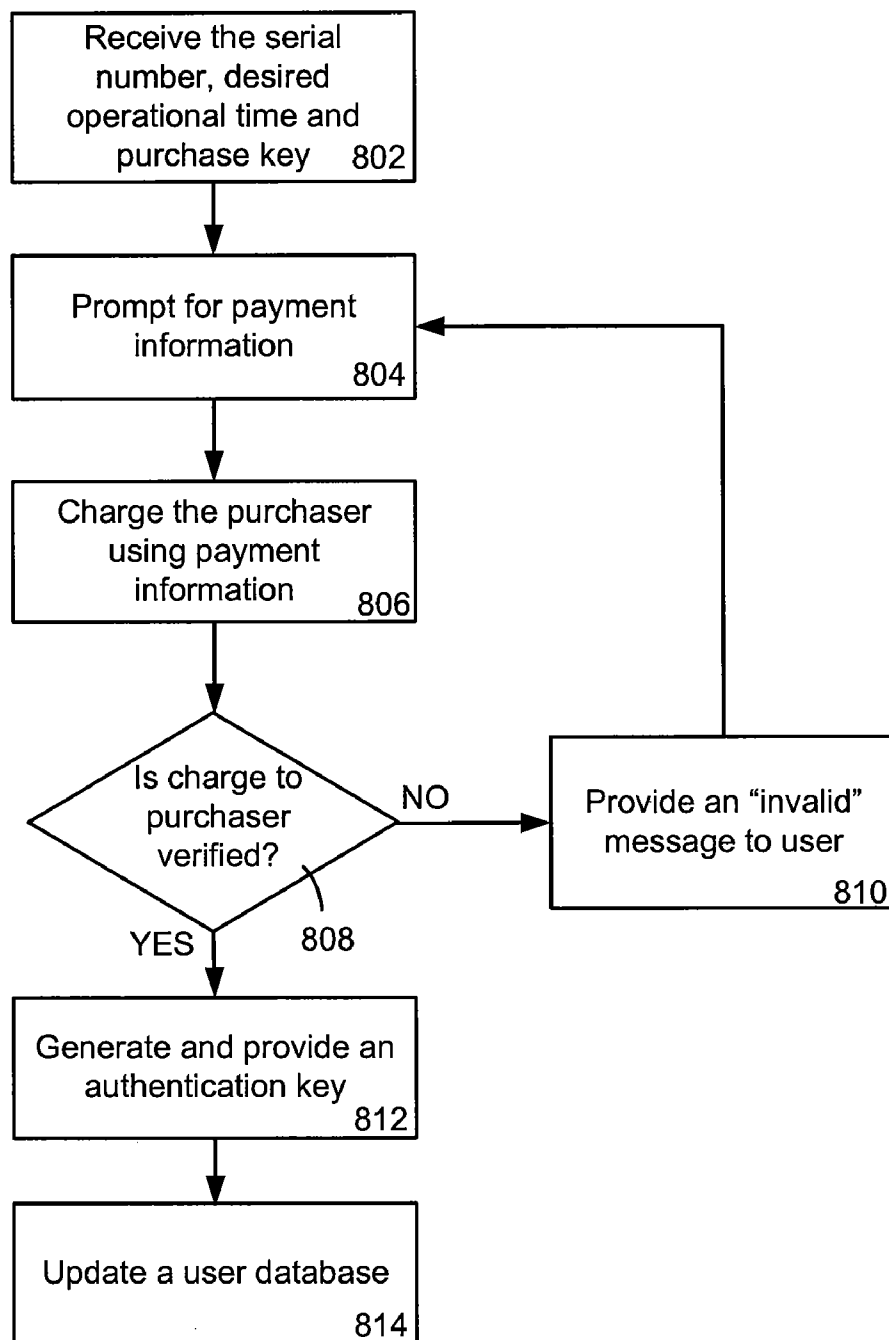 Receive the serial
number, desired
operational time and
purchase key
802
Prompt for payment
information
804
Charge the purchaser
using payment
information
806
Is charge to
purchaser
verified?
NO
808
YES
Provide an “invalid”
message to user
810
Generate and provide an
authentication key
812
Update a user database
814